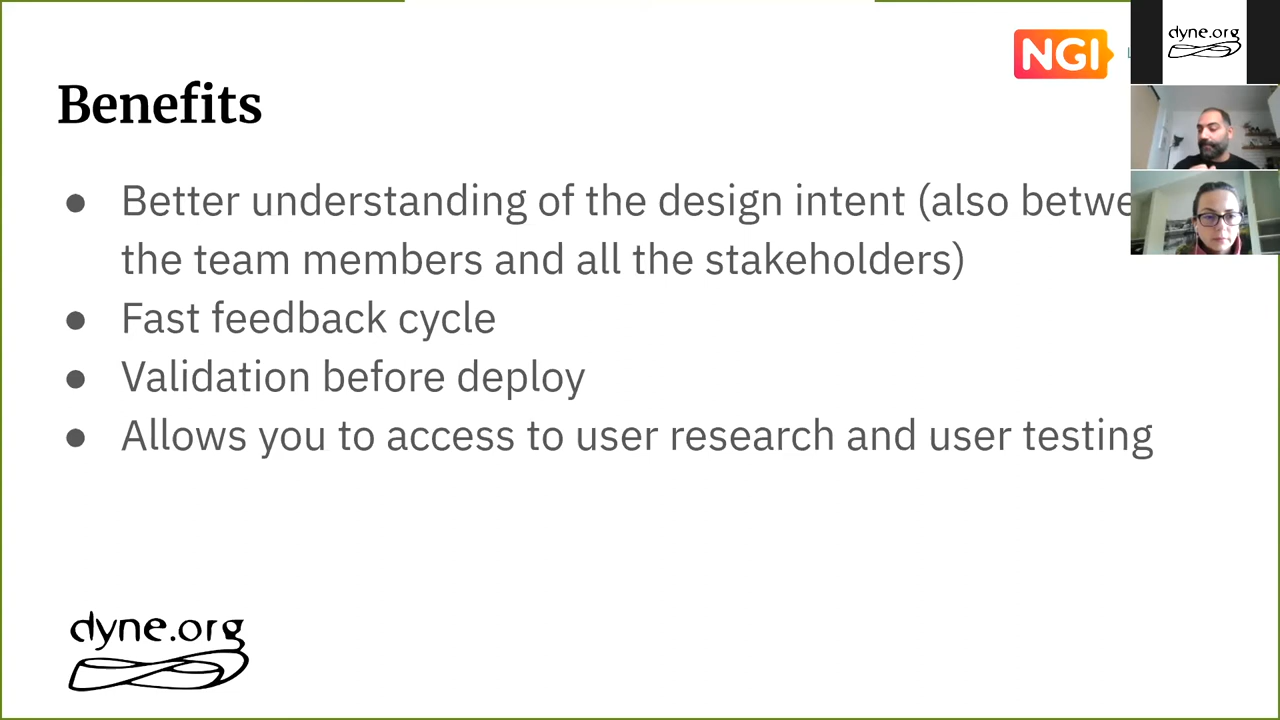 NGI
dyne.org
Benefits
● Better understanding of the design intent (also betwe
the team members and all the stakeholders)
● Fast feedback cycle
● Validation before deploy
● Allows you to access to user research and user testing
dyne.org